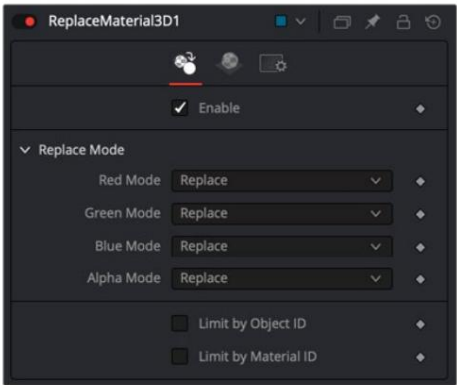 ReplaceMaterial3D1
Enable
Replace Mode
Red Mode Replace
Green Mode Replace
Blue Mode Replace
Alpha Mode Replace
Limit by Object ID
Limit by Material ID